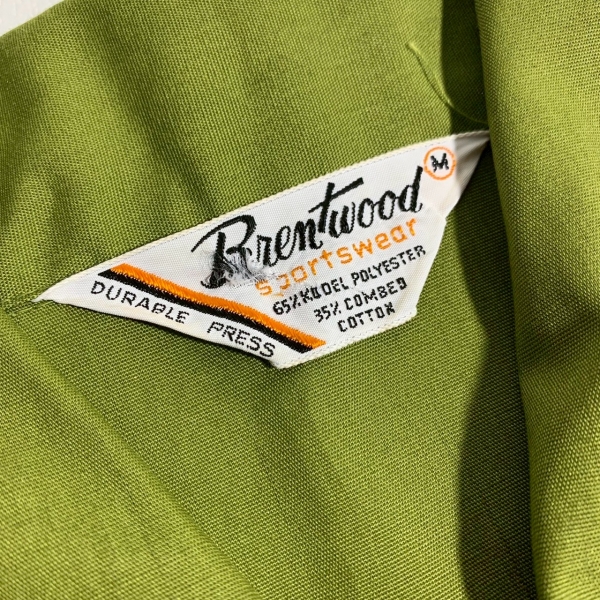 Brentwood
M
sportswear
65% KODEL POLYESTER
35% COMBED
COTTON
DURABLE PRESS